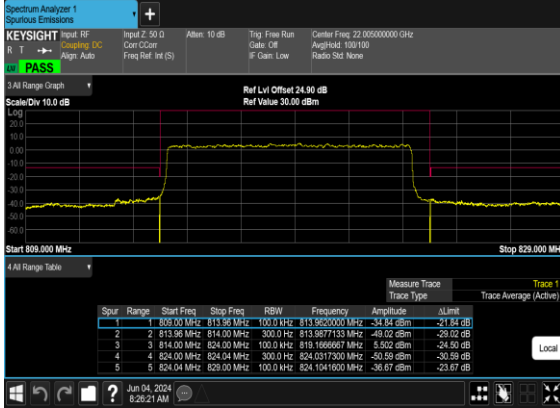 Spectrum Analyzer 1
Spurious Emissions
+
KEYSIGHT
R T
LXI PASS
Input: RF
Coupling: DC
Align: Auto
Input Z: 50 Ω
Corr CCorr
Freq Ref: Int (S)
Atten: 10 dB
Trig: Free Run
Gate: Off
IF Gain: Low
Center Freq: 22.005000000 GHz
Avg|Hold: 100/100
Radio Std: None
3 All Range Graph
Ref Lvl Offset 24.90 dB
Scale/Div 10.0 dB
Ref Value 30.00 dBm
Log
20.0
10.0
0.00
-10.0
-20.0
-30.0
-40.0
-50.0
-60.0
Start 809.000 MHz
Stop 829.000 MHz
4 All Range Table
Measure Trace Trace 1
Trace Type Trace Average (Active)
Spur Range Start Freq Stop Freq RBW Frequency Amplitude ΔLimit
1 1 809.00 MHz 813.96 MHz 100.0 kHz 813.9620000 MHz -34.84 dBm -21.84 dB
2 2 813.96 MHz 814.00 MHz 300.0 Hz 813.9877133 MHz -49.02 dBm -29.02 dB
3 3 814.00 MHz 824.00 MHz 100.0 kHz 819.1666667 MHz 5.502 dBm -24.50 dB
4 4 824.00 MHz 824.04 MHz 300.0 Hz 824.0317300 MHz -50.59 dBm -30.59 dB
5 5 824.04 MHz 829.00 MHz 100.0 kHz 824.1041600 MHz -36.67 dBm -23.67 dB
Local
?
Jun 04, 2024
8:26:21 AM